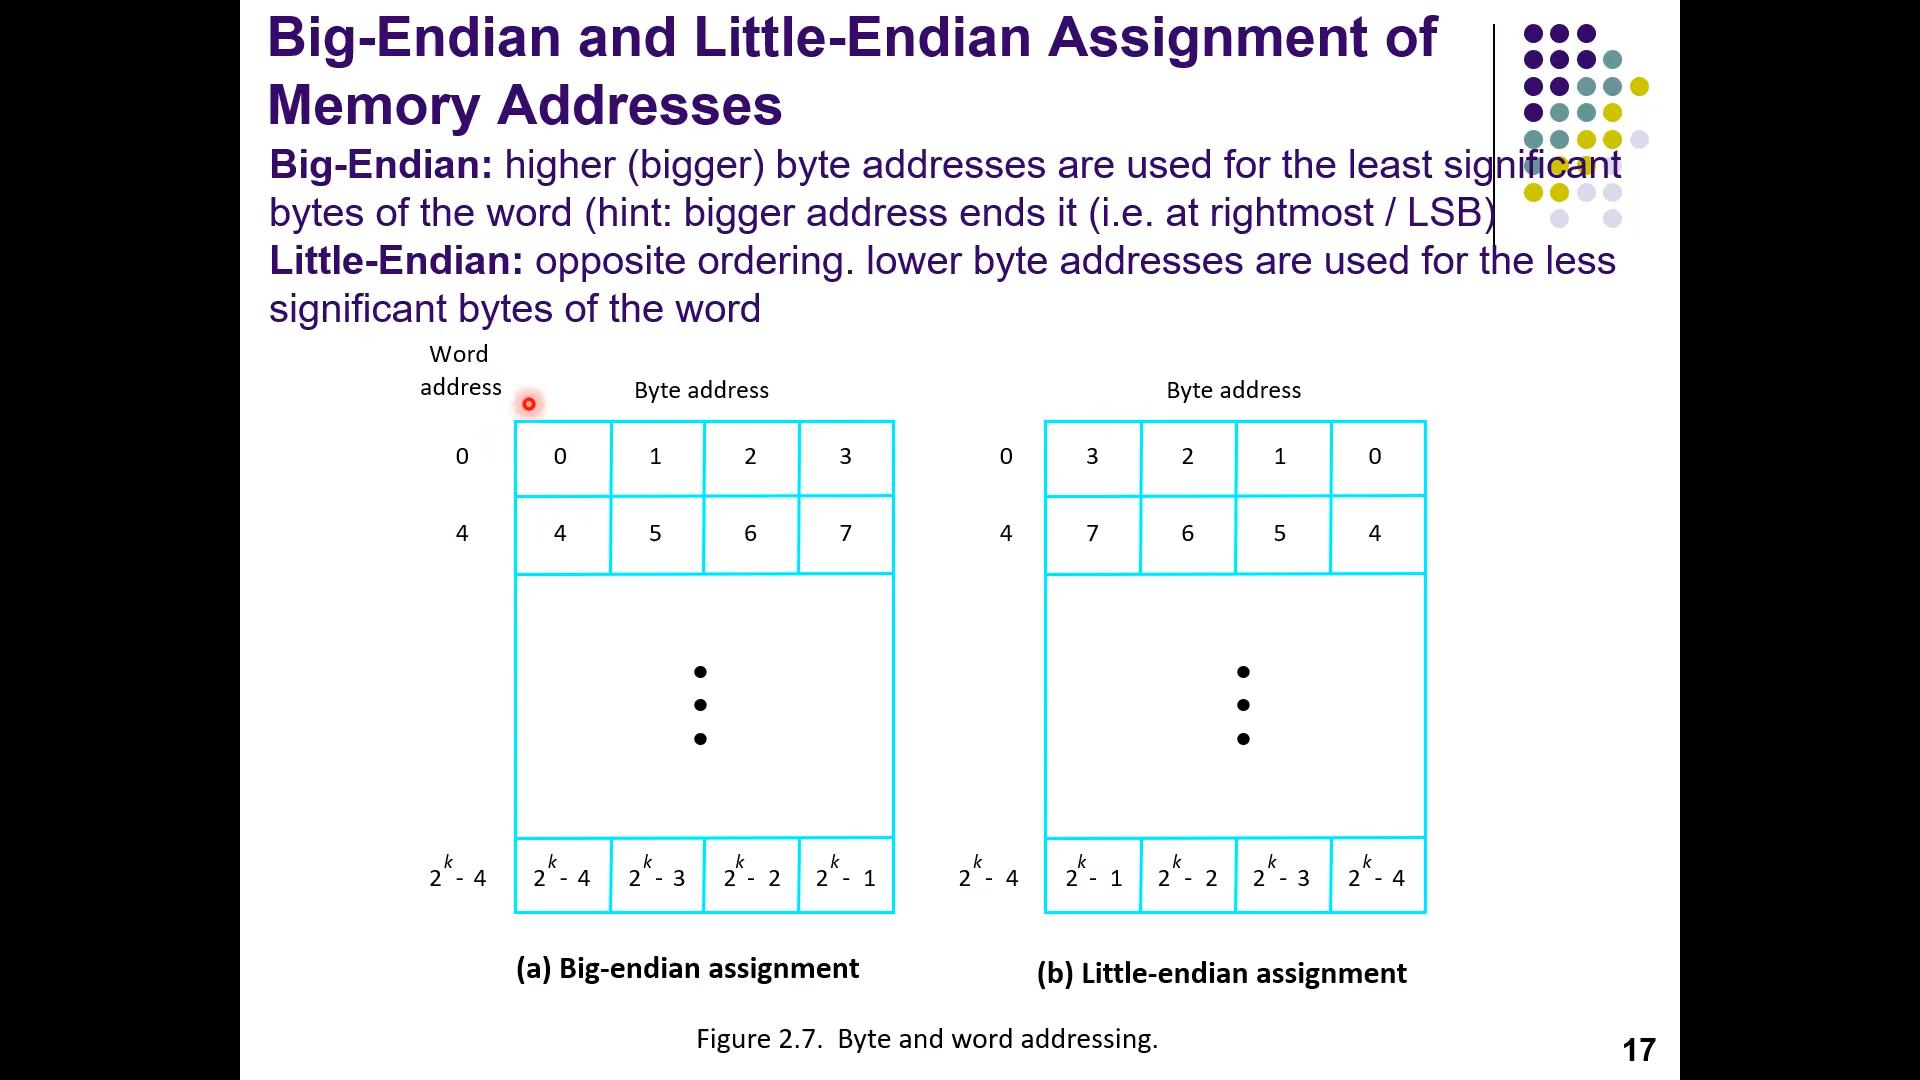 Big-Endian and Little-Endian Assignment of
Memory Addresses
Big-Endian: higher (bigger) byte addresses are used for the least significant
bytes of the word (hint: bigger address ends it (i.e. at rightmost / LSB)
Little-Endian: opposite ordering. lower byte addresses are used for the less
significant bytes of the word
Word
address
Byte address
Byte address
0 0 1 2 3
0 3 2 1 0
4 4 5 6 7
4 7 6 5 4
2^k - 4 2^k - 4 2^k - 3 2^k - 2 2^k - 1
2^k - 4 2^k - 1 2^k - 2 2^k - 3 2^k - 4
(a) Big-endian assignment
(b) Little-endian assignment
Figure 2.7. Byte and word addressing.
17